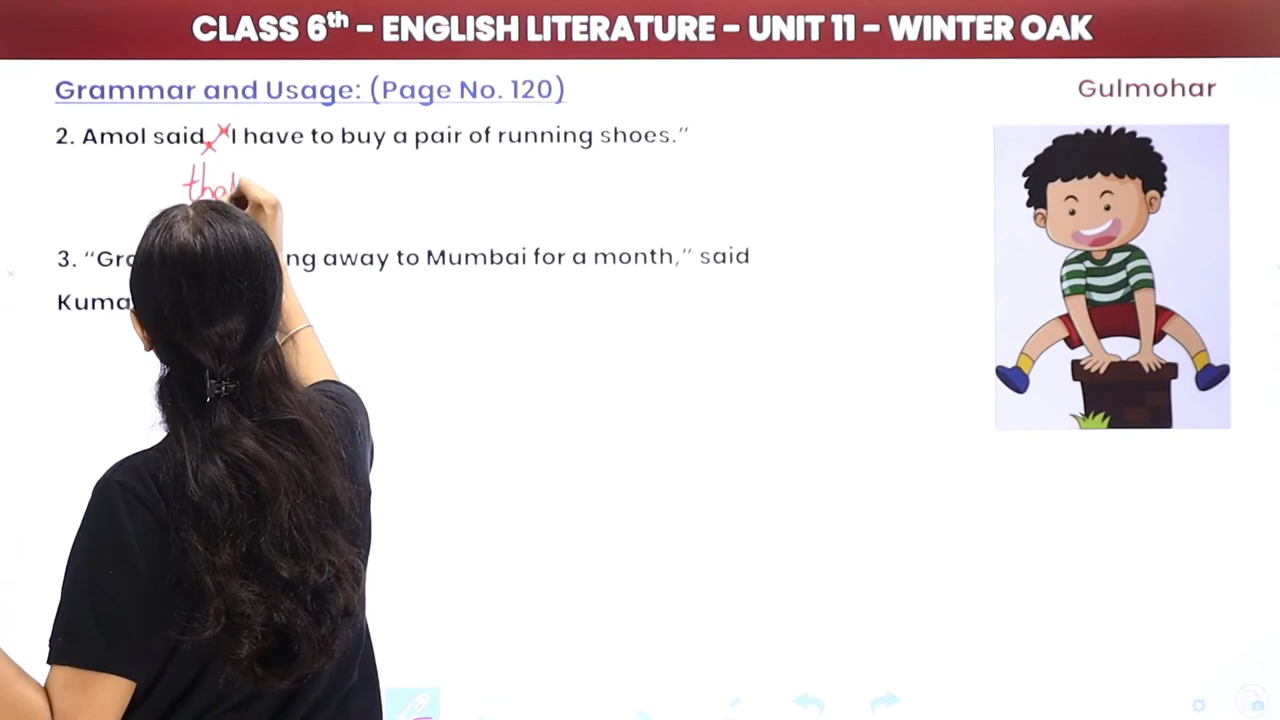 CLASS 6th - ENGLISH LITERATURE - UNIT 11 - WINTER OAK
Grammar and Usage: (Page No. 120)
Gulmohar
2. Amol said, "I have to buy a pair of running shoes."
3. "Gra ng away to Mumbai for a month," said
Kuma